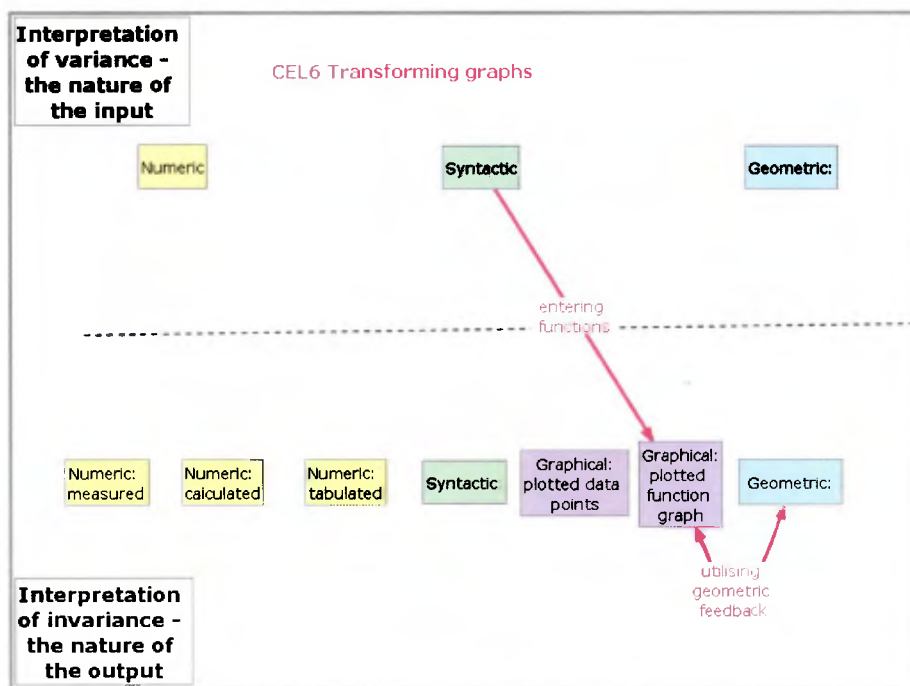 Interpretation
of variance -
the nature of
the input
CEL6 Transforming graphs
Numeric
Syntactic
Geometric:
entering
functions
Numeric:
measured
Numeric:
calculated
Numeric:
tabulated
Syntactic
Graphical:
plotted data
points
Graphical:
plotted
function
graph
Geometric:
utilising
geometric
feedback
Interpretation
of invariance -
the nature of
the output